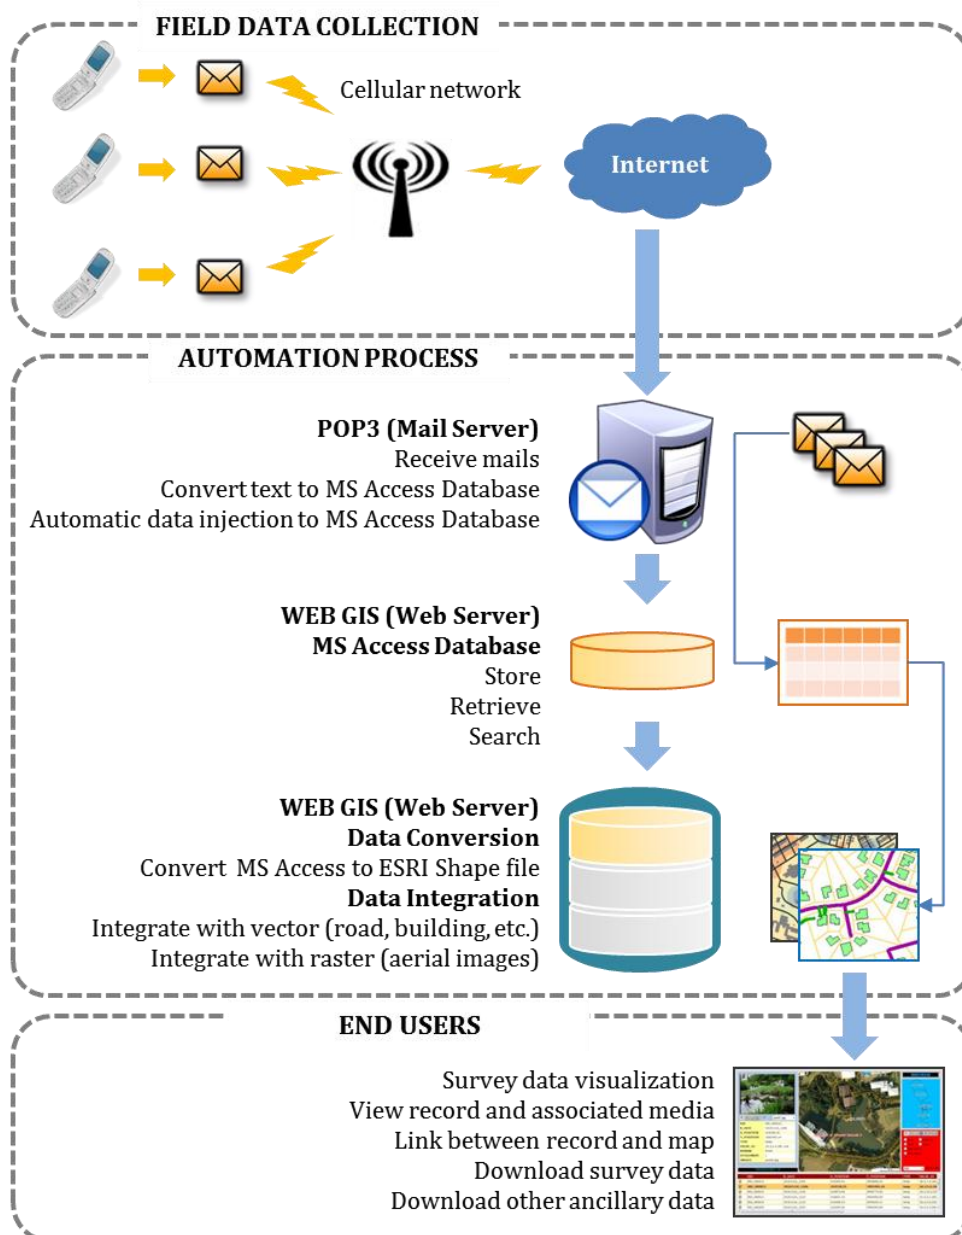 FIELD DATA COLLECTION
Cellular network
Internet
AUTOMATION PROCESS
POP3 (Mail Server)
Receive mails
Convert text to MS Access Database
Automatic data injection to MS Access Database
WEB GIS (Web Server)
MS Access Database
Store
Retrieve
Search
WEB GIS (Web Server)
Data Conversion
Convert MS Access to ESRI Shape file
Data Integration
Integrate with vector (road, building, etc.)
Integrate with raster (aerial images)
END USERS
Survey data visualization
View record and associated media
Link between record and map
Download survey data
Download other ancillary data